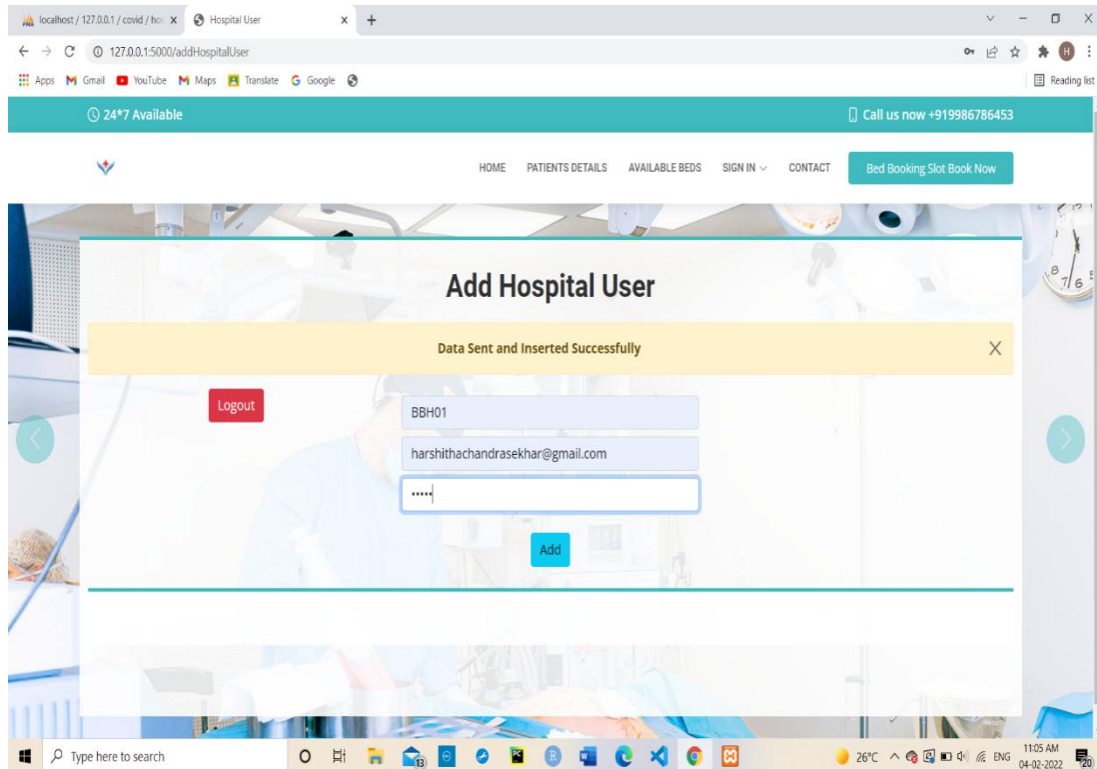 localhost / 127.0.0.1 / covid / hos
Hospital User
127.0.0.1:5000/addHospitalUser
Apps Gmail YouTube Maps Translate Google Reading list
24*7 Available Call us now +919986786453
HOME PATIENTS DETAILS AVAILABLE BEDS SIGN IN CONTACT Bed Booking Slot Book Now
Add Hospital User
Data Sent and Inserted Successfully
Logout
BBH01
harshithachandrasekhar@gmail.com
•••••
Add
Type here to search
26°C ENG 11:05 AM
04-02-2022